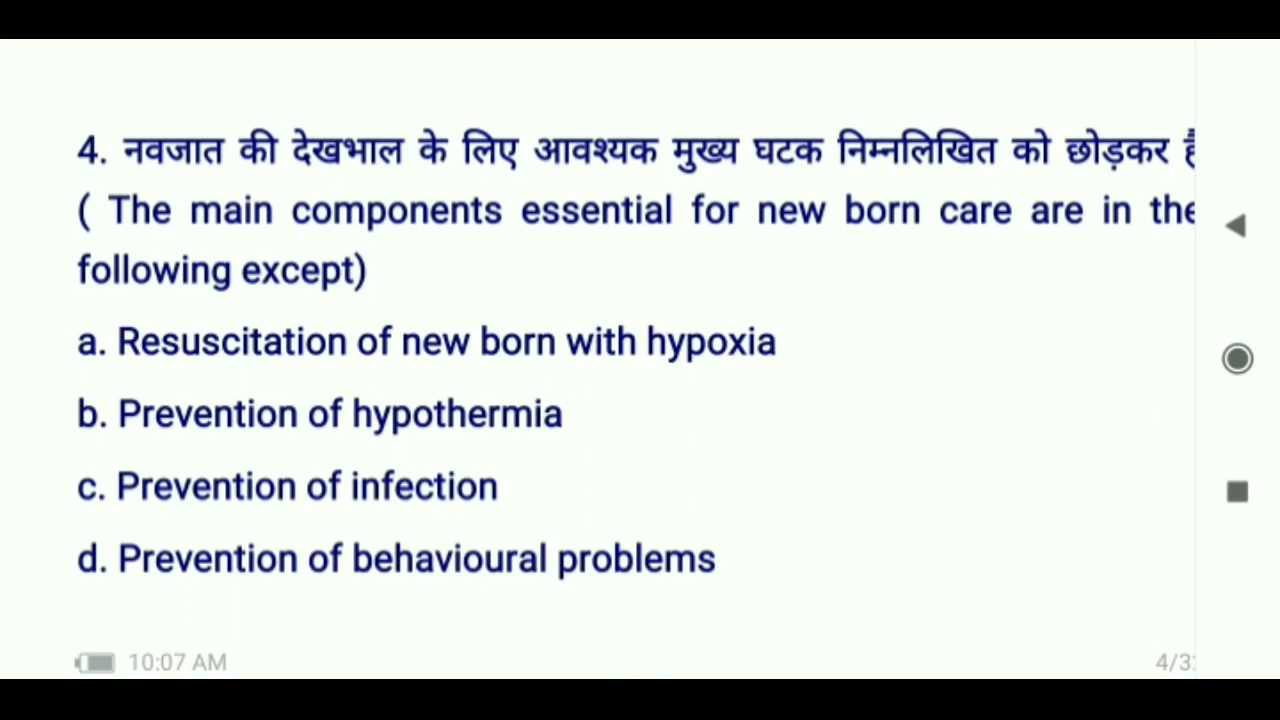 4. नवजात की देखभाल के लिए आवश्यक मुख्य घटक निम्नलिखित को छोड़कर
( The main components essential for new born care are in the
following except)
a. Resuscitation of new born with hypoxia
b. Prevention of hypothermia
c. Prevention of infection
d. Prevention of behavioural problems
10:07 AM